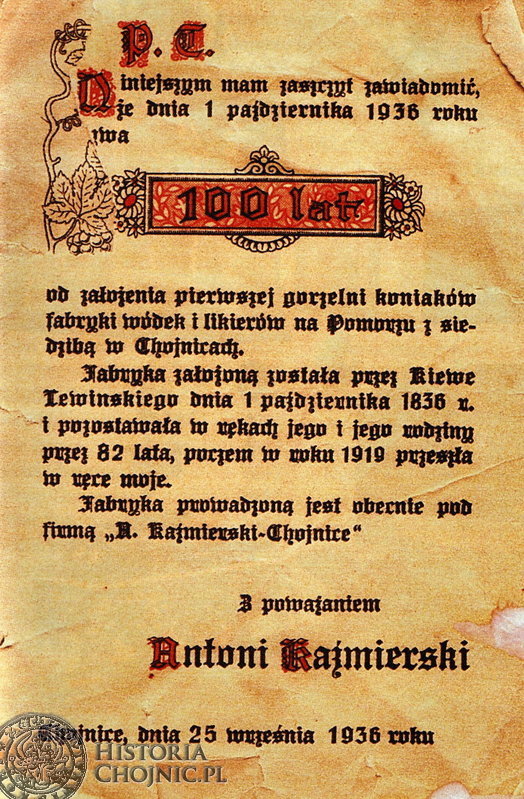 P. T.
Niniejszym mam zaszczyt zawiadomić,
że dnia 1 października 1936 roku
wa
100 lat
od założenia pierwszej gorzelni koniaków
fabryki wódek i likierów na Pomorzu z sie-
dzibą w Chojnicach.
Fabryka założoną została przez Kiewe
Lewinskiego dnia 1 października 1836 r.
i pozostawała w rękach jego i jego rodziny
przez 82 lata, poczem w roku 1919 przeszła
w ręce moje.
Fabryka prowadzoną jest obecnie pod
firmą „A. Kaźmierski-Chojnice“
Z poważaniem
Antoni Kaźmierski
Chojnice, dnia 25 września 1936 roku
HISTORIA
CHOJNIC.PL